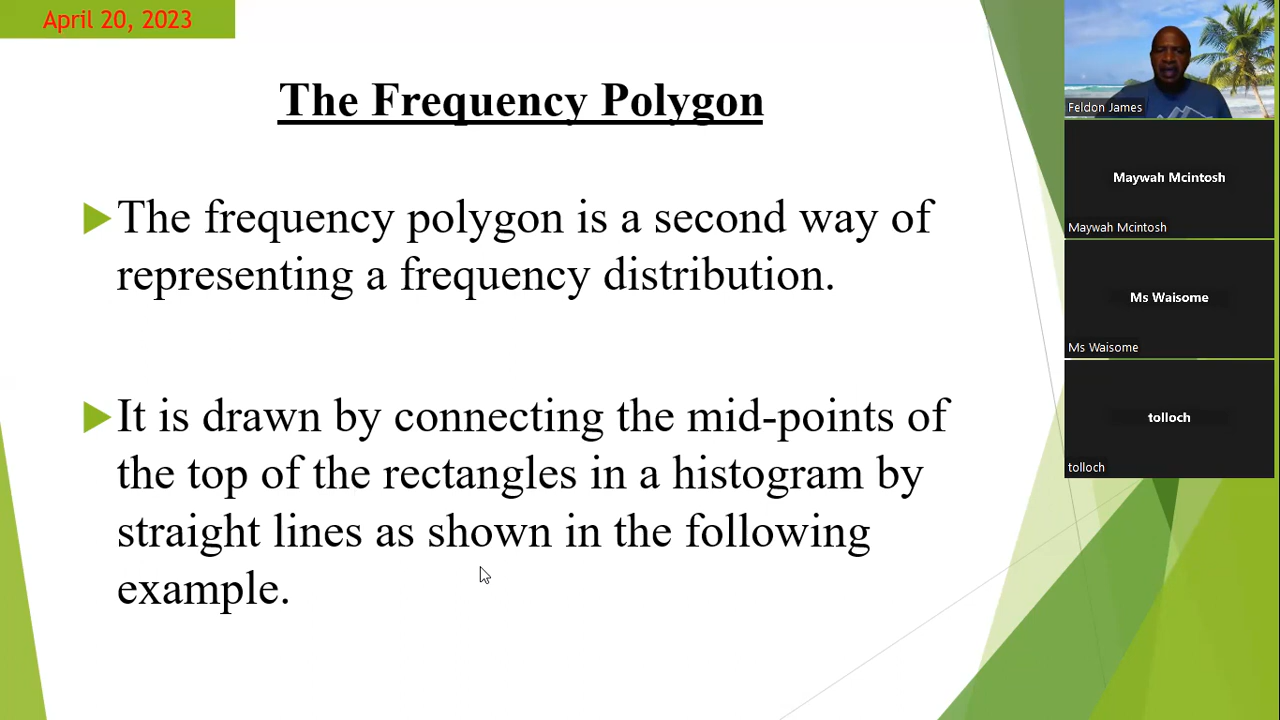 April 20, 2023
The Frequency Polygon
The frequency polygon is a second way of
representing a frequency distribution.
It is drawn by connecting the mid-points of
the top of the rectangles in a histogram by
straight lines as shown in the following
example.
Feldon James
Maywah Mcintosh
Maywah Mcintosh
Ms Waisome
Ms Waisome
tolloch
tolloch